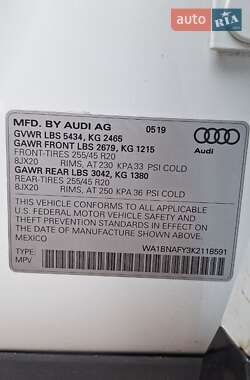 AUTO RIA
MFD. BY AUDI AG 0519
GVWR LBS 5434, KG 2465
GAWR FRONT LBS 2679, KG 1215
FRONT-TIRES 255/45 R20
8JX20 RIMS, AT 230 KPA 33 PSI COLD
GAWR REAR LBS 3042, KG 1380
REAR-TIRES 255/45 R20
8JX20 RIMS, AT 250 KPA 36 PSI COLD
Audi
THIS VEHICLE CONFORMS TO ALL APPLICABLE
U.S. FEDERAL MOTOR VEHICLE SAFETY AND
THEFT PREVENTION STANDARDS IN EFFECT ON
THE DATE OF MANUFACTURE SHOWN ABOVE.
MEXICO
TYPE: WA1BNAFY3K2118591
MPV